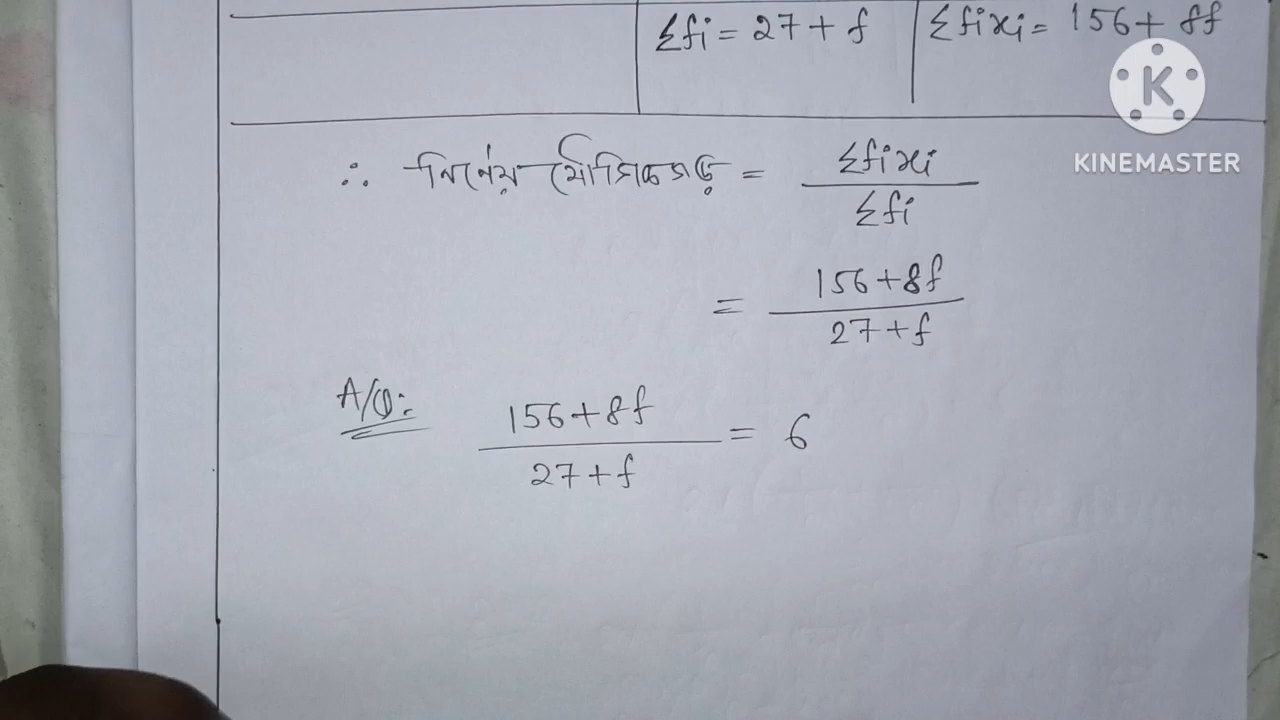 Σfi = 27 + f Σfixi = 156 + 8f
K
KINEMASTER
∴ নির্ণেয় যৌগিক গড় = Σfixi / Σfi
= 156+8f / 27+f
A/Q: 156+8f / 27+f = 6